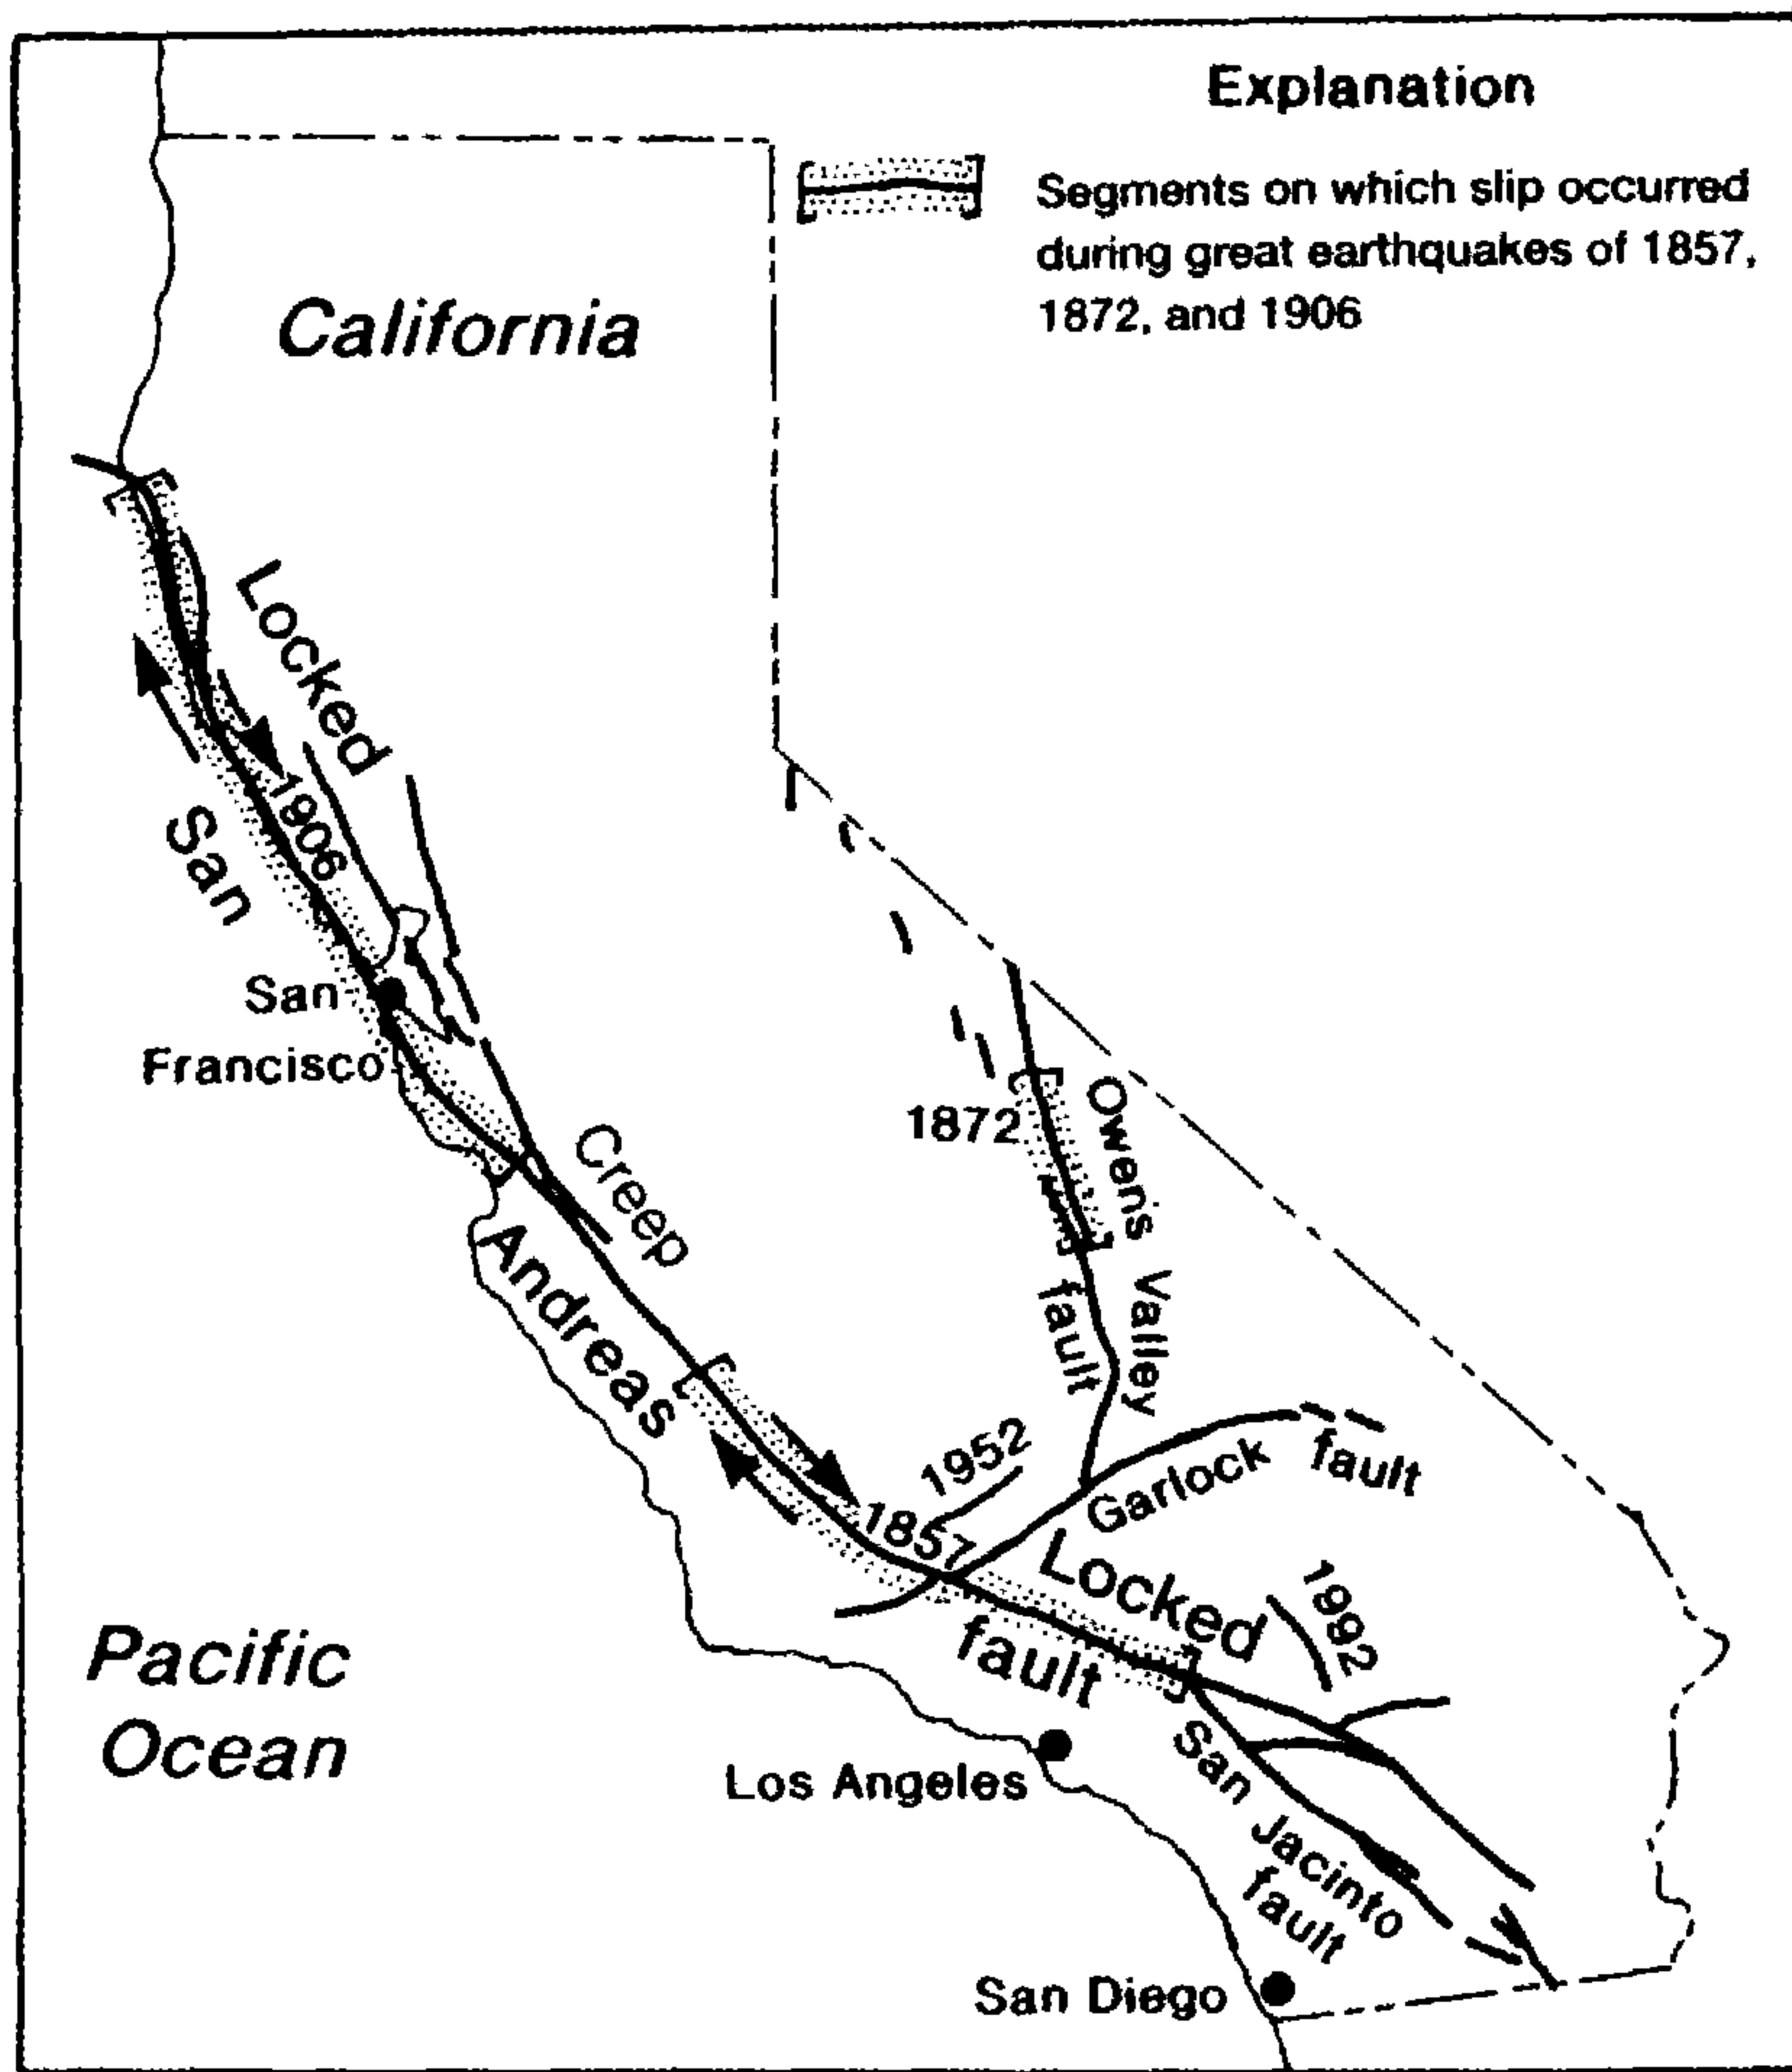 Explanation
Segments on which slip occurred
during great earthquakes of 1857,
1872, and 1906
California
Locked
1906
San
San
Francisco
Creep
Andreas
1872
Owens Valley
fault
1952
1857
Garlock fault
Locked
fault
1992
Pacific
Ocean
Los Angeles
San Jacinto
fault
San Diego